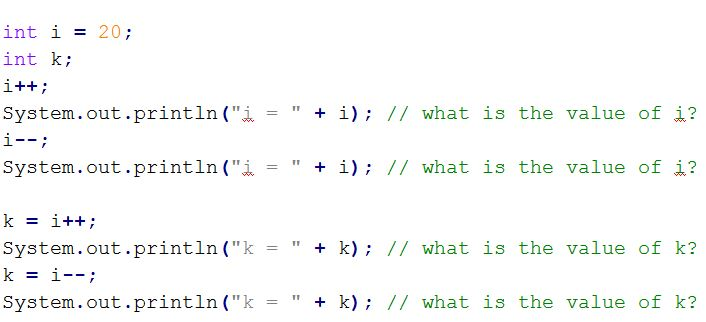 int i = 20;
int k;
i++;
System.out.println("i = " + i); // what is the value of i?
i--;
System.out.println("i = " + i); // what is the value of i?
k = i++;
System.out.println("k = " + k); // what is the value of k?
k = i--;
System.out.println("k = " + k); // what is the value of k?